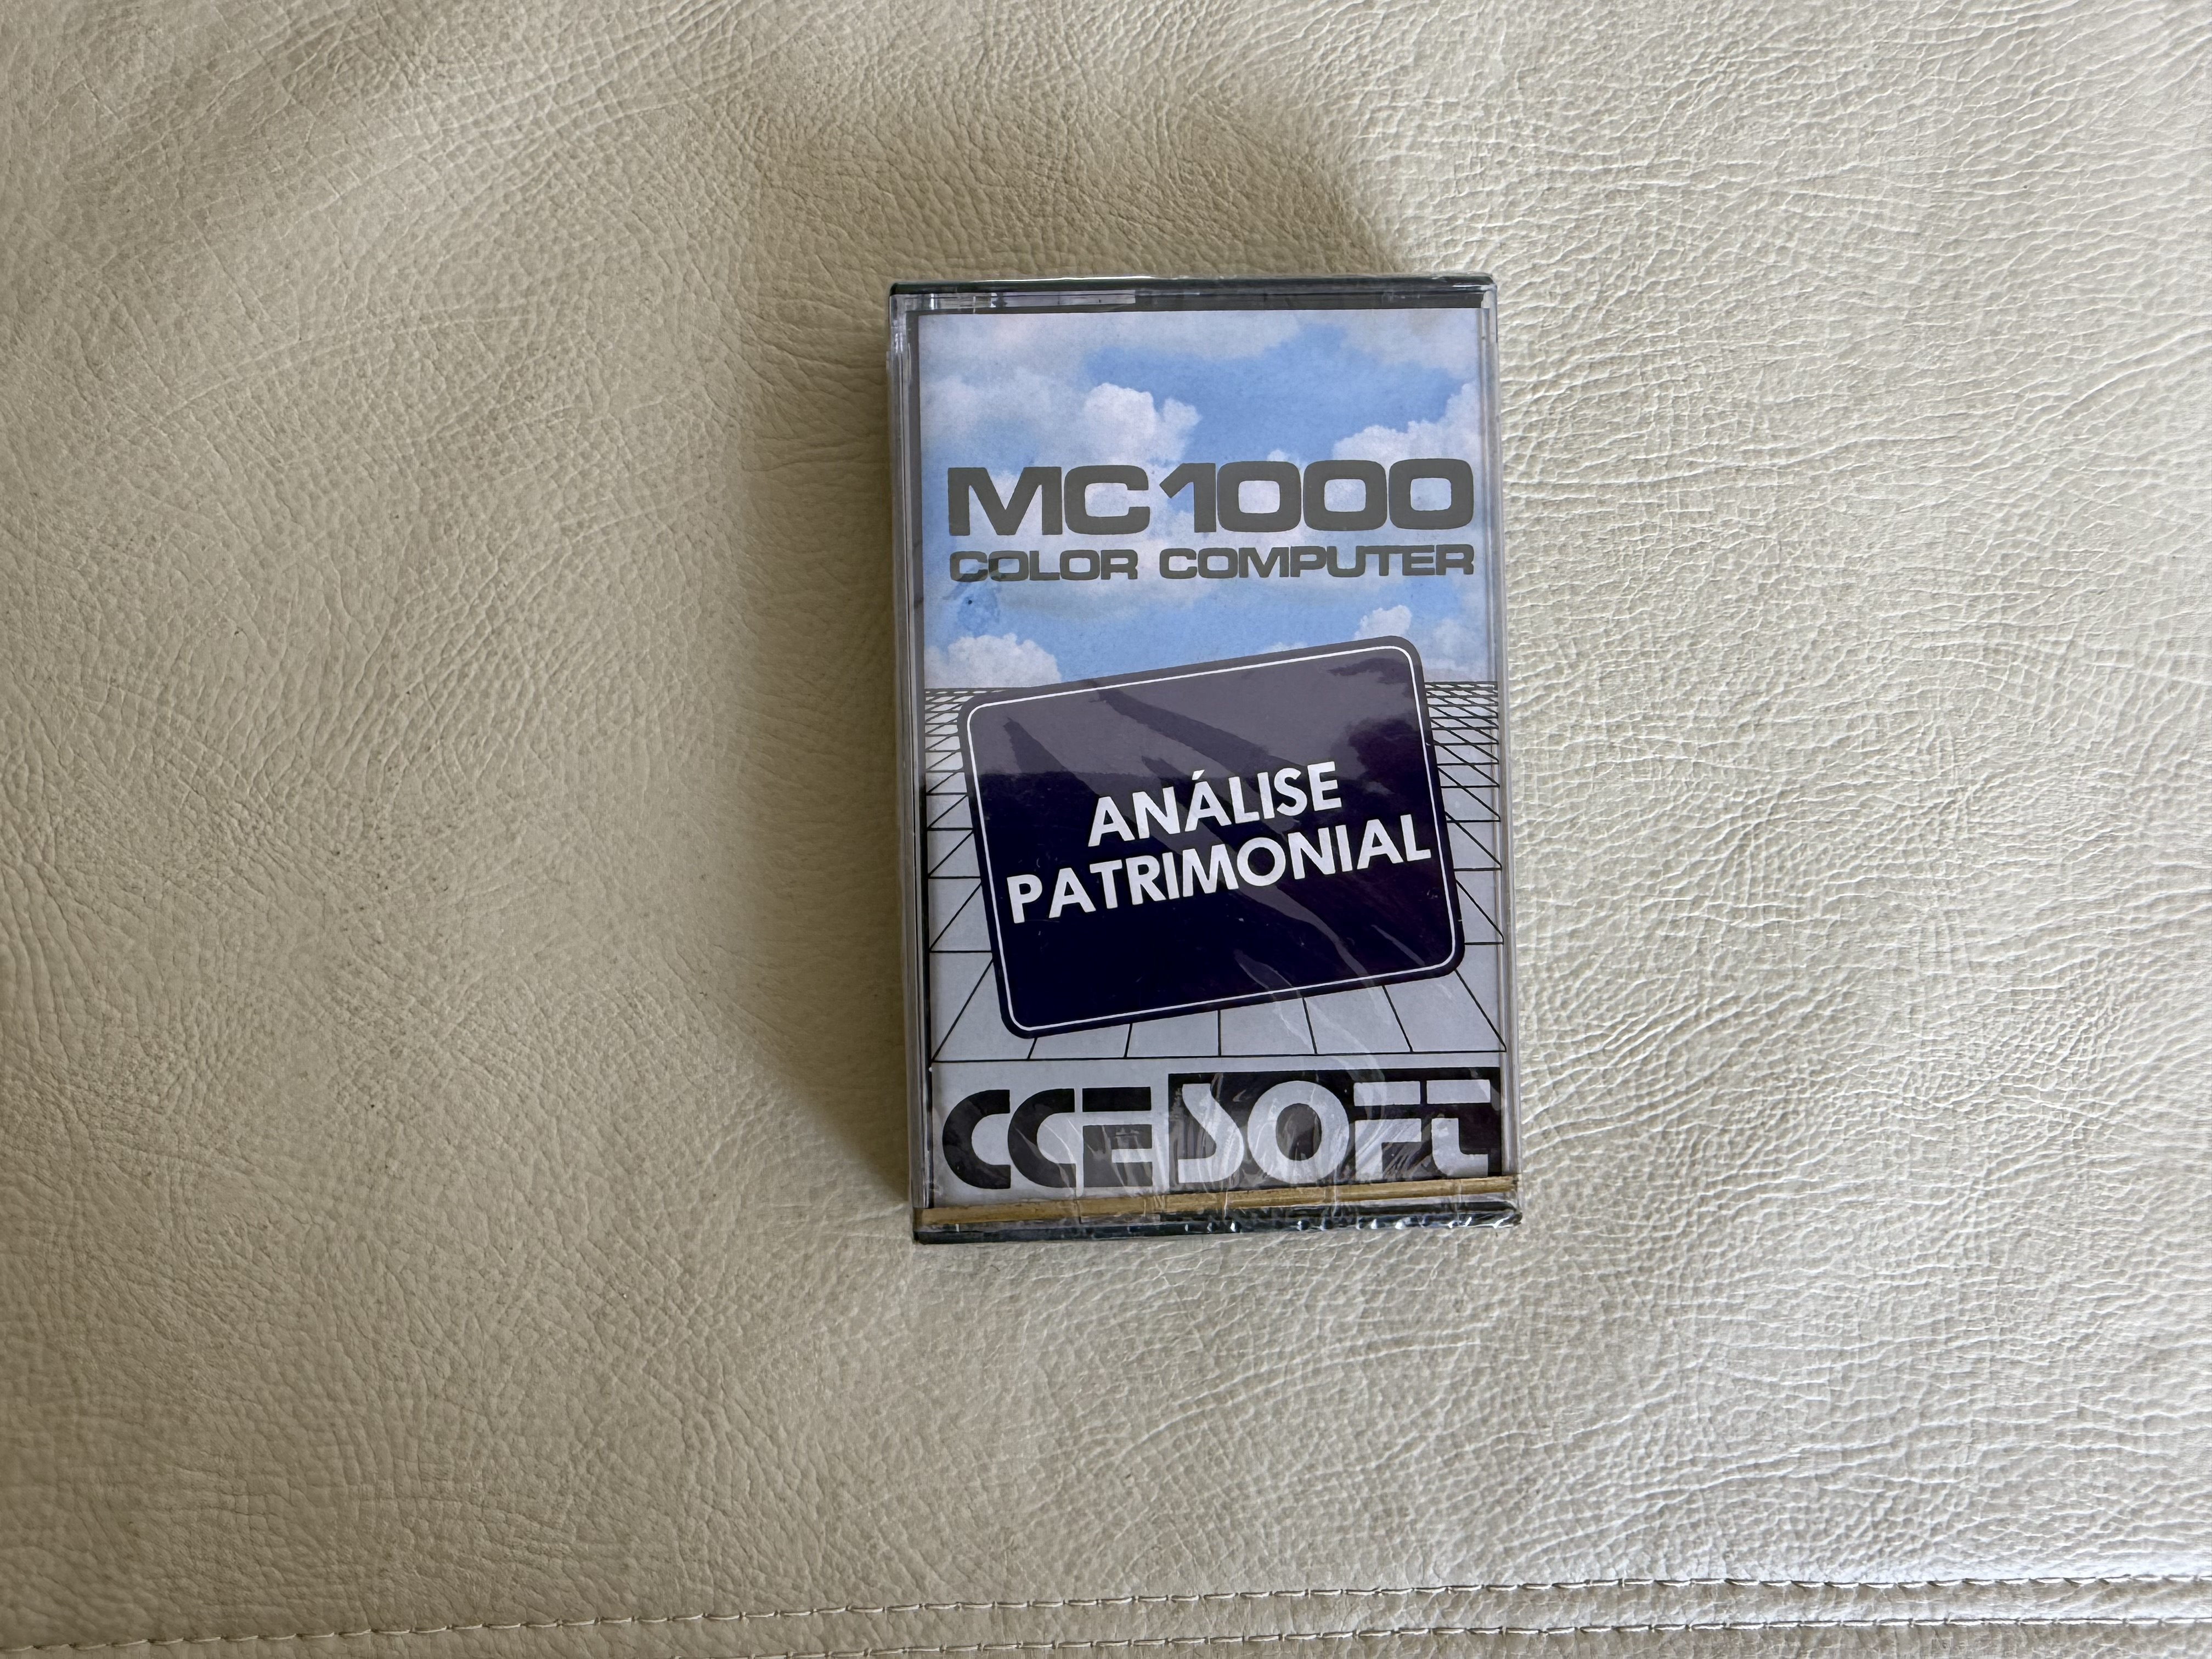 MC1000
COLOR COMPUTER
ANÁLISE
PATRIMONIAL
CCE SOFT